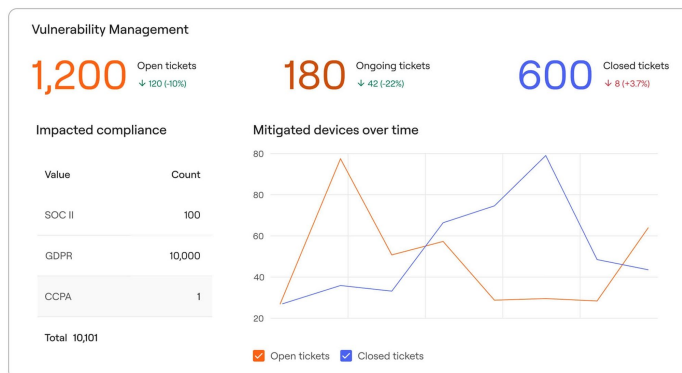 Vulnerability Management
1,200 Open tickets ↓ 120 (-10%)
180 Ongoing tickets ↓ 42 (-22%)
600 Closed tickets ↓ 8 (+3.7%)
Impacted compliance
Value Count
SOC II 100
GDPR 10,000
CCPA 1
Total 10,101
Mitigated devices over time
80
80
60
40
20
Open tickets Closed tickets